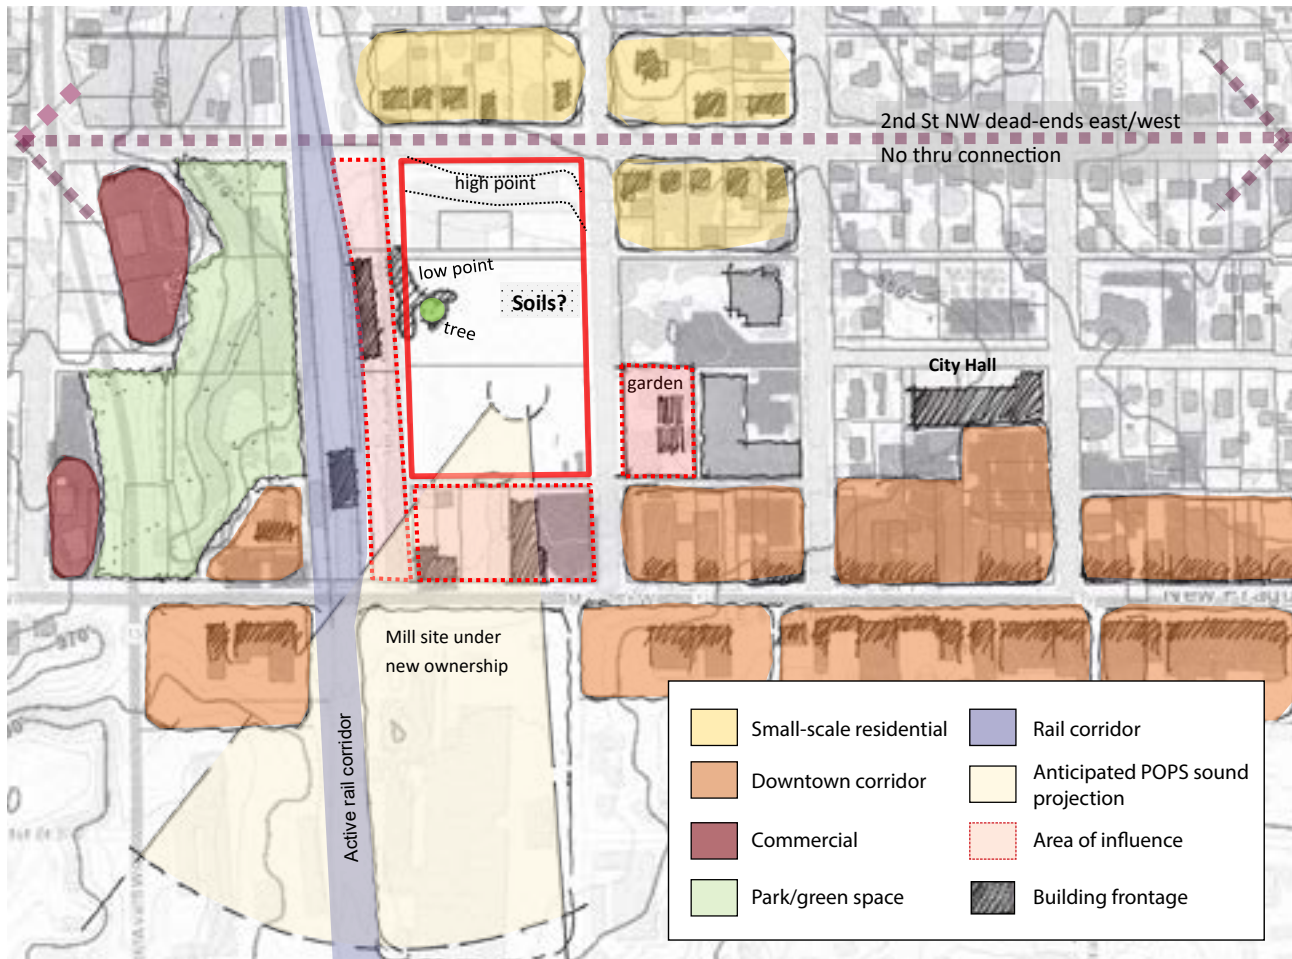 2nd St NW dead-ends east/west
No thru connection
high point
low point
Soils?
tree
garden
City Hall
Mill site under
new ownership
Active rail corridor
Small-scale residential
Downtown corridor
Commercial
Park/green space
Rail corridor
Anticipated POPS sound
projection
Area of influence
Building frontage